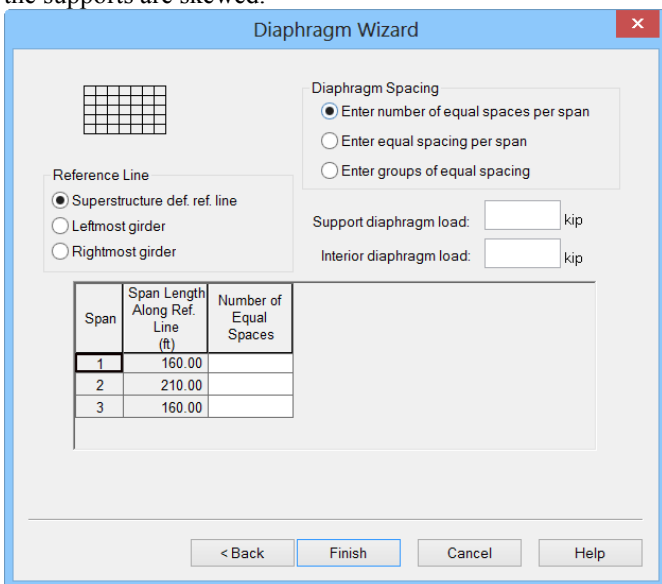 the supports are skewed.
Diaphragm Wizard
Diaphragm Spacing
Enter number of equal spaces per span
Enter equal spacing per span
Enter groups of equal spacing
Reference Line
Superstructure def. ref. line
Leftmost girder
Rightmost girder
Support diaphragm load: kip
Interior diaphragm load: kip
Span Span Length Along Ref. Line (ft) Number of Equal Spaces
1 160.00
2 210.00
3 160.00
< Back Finish Cancel Help